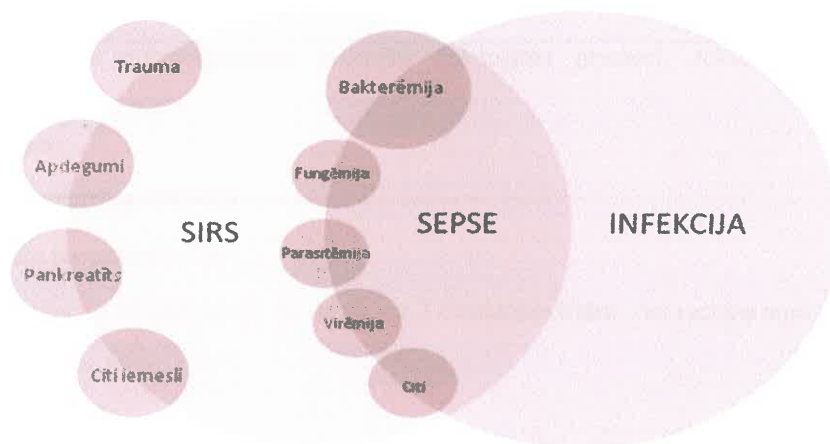 Trauma
Bakterēmija
Apdegumi
Fungēmija
SIRS
SEPSE
INFEKCIJA
Parasitēmija
Pankreatīts
Virēmija
Citi iemesli
Citi